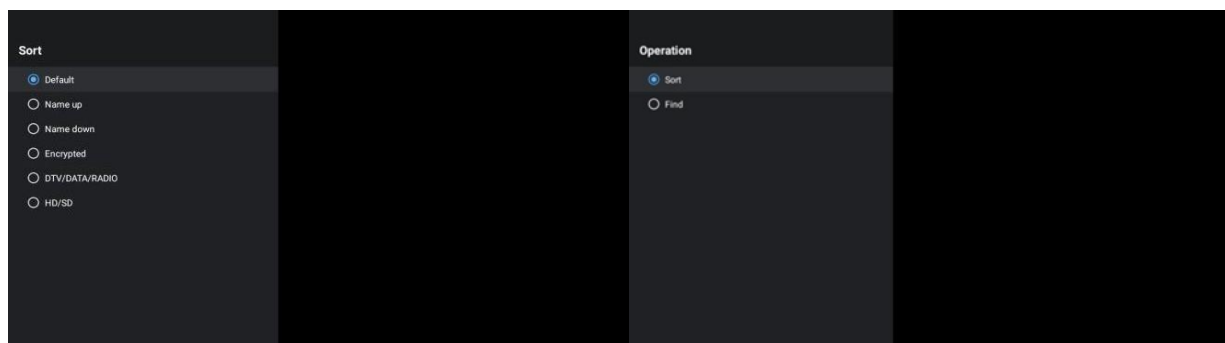 Sort
Default
Name up
Name down
Encrypted
DTV/DATA/RADIO
HD/SD
Operation
Sort
Find